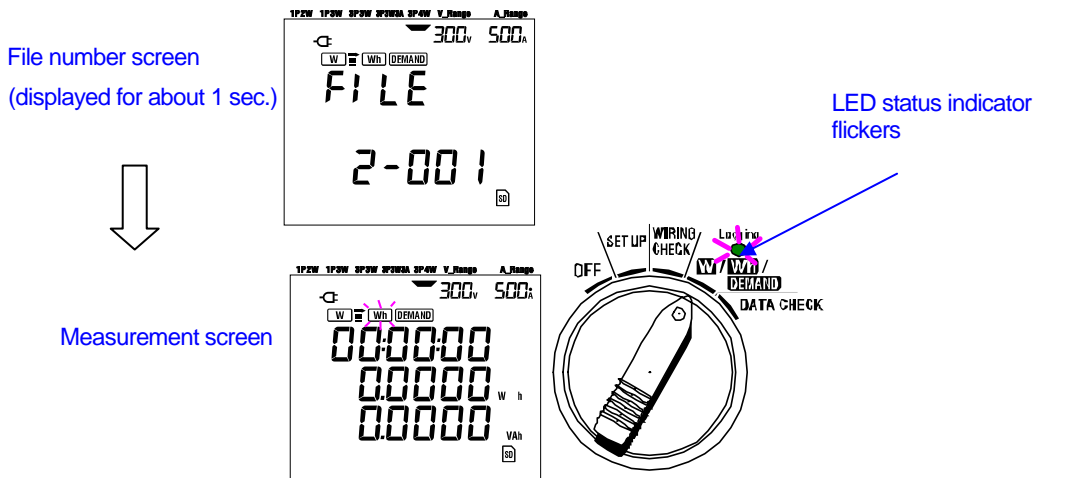 1P2W 1P3W 3P3W 3P3W3A 3P4W V_Range A_Range
300V 500A
W Wh DEMAND
File number screen
(displayed for about 1 sec.)
FILE
2-001
SD
LED status indicator
flickers
1P2W 1P3W 3P3W 3P3W3A 3P4W V_Range A_Range
300V 500A
W Wh DEMAND
Measurement screen
00:00:00
0.0000 W h
0.0000 VAh
SD
OFF
SET UP
WIRING
CHECK
Logging
W / Wh /
DEMAND
DATA CHECK